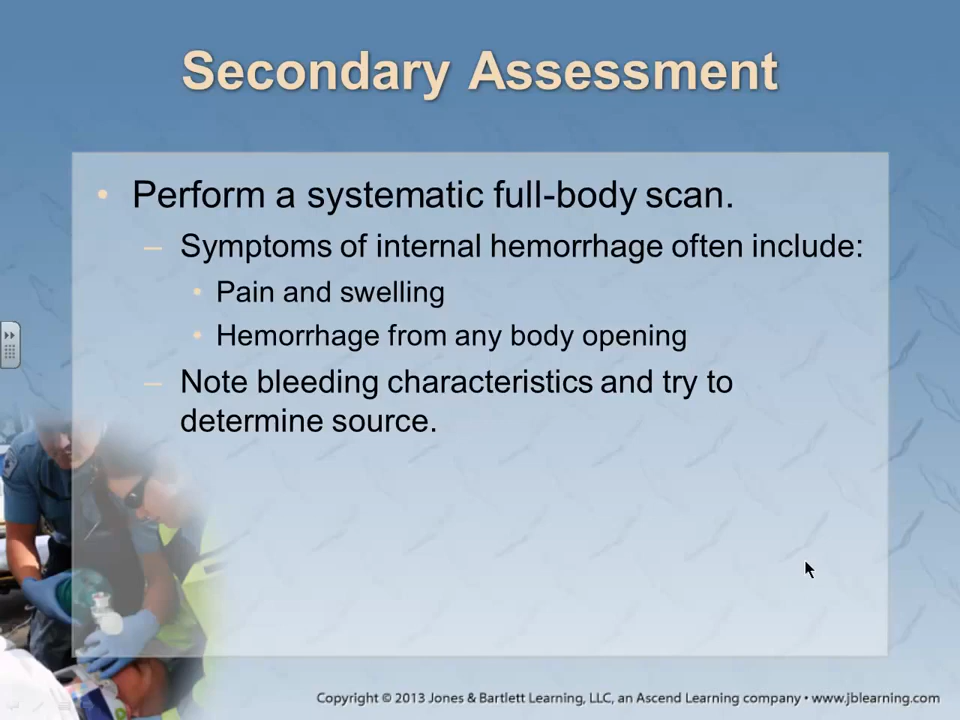 Secondary Assessment
• Perform a systematic full-body scan.
– Symptoms of internal hemorrhage often include:
• Pain and swelling
• Hemorrhage from any body opening
– Note bleeding characteristics and try to
determine source.
Copyright © 2013 Jones & Bartlett Learning, LLC, an Ascend Learning company • www.jblearning.com